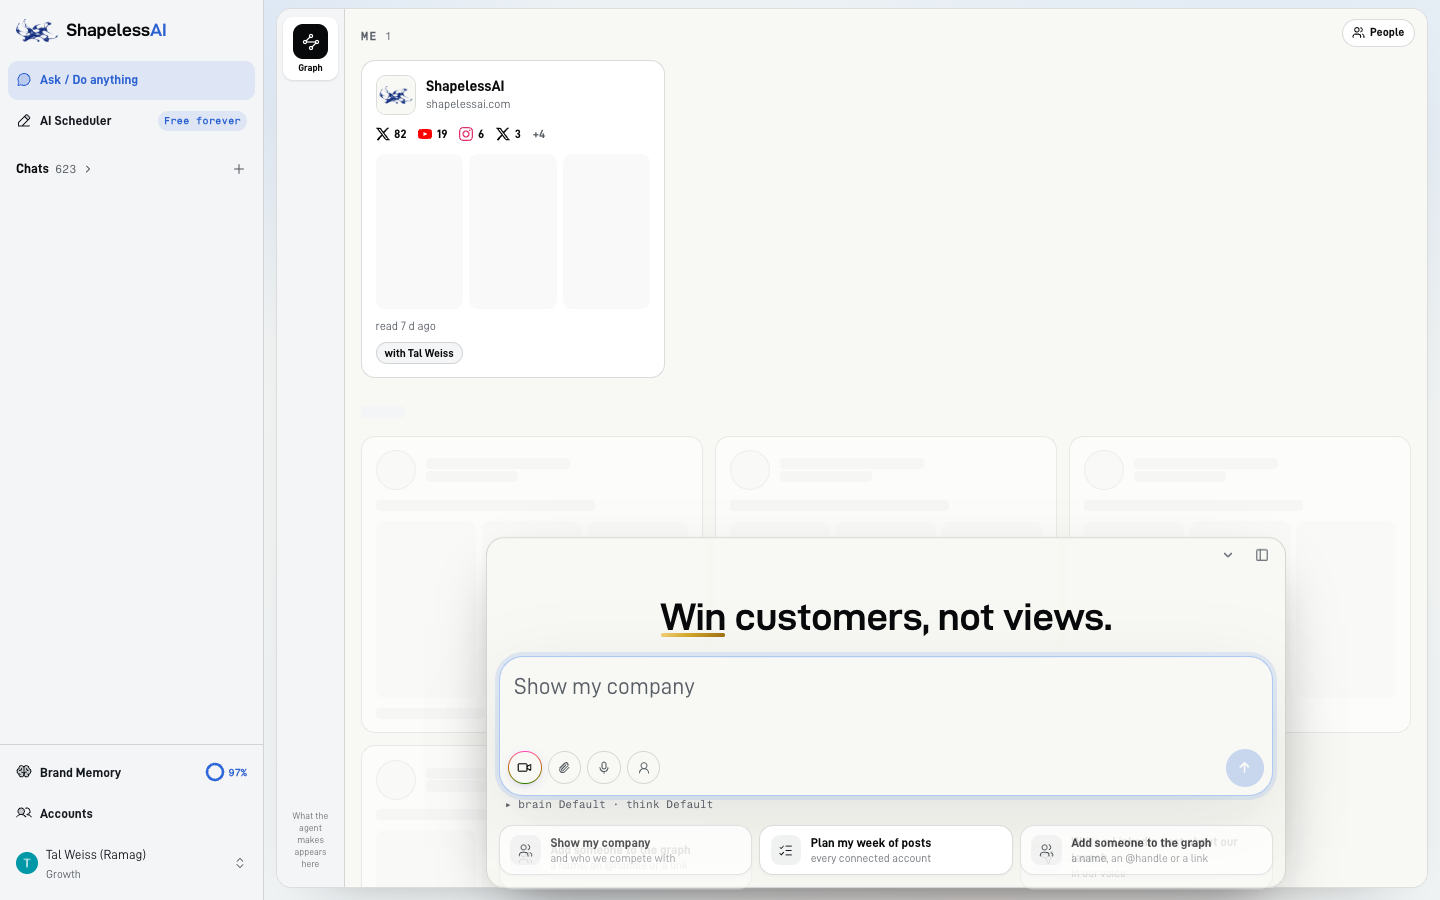 ShapelessAI
Ask / Do anything
AI Scheduler Free forever
Chats 623
Brand Memory 97%
Accounts
T Tal Weiss (Ramag)
Growth
Graph
What the
agent
makes
appears
here
ME 1
People
ShapelessAI
shapelessai.com
82 19 6 3 +4
read 7 d ago
with Tal Weiss
Win customers, not views.
Show my company
▸ brain Default · think Default
Show my company
and who we compete with
Plan my week of posts
every connected account
Add someone to the graph
a name, an @handle or a link